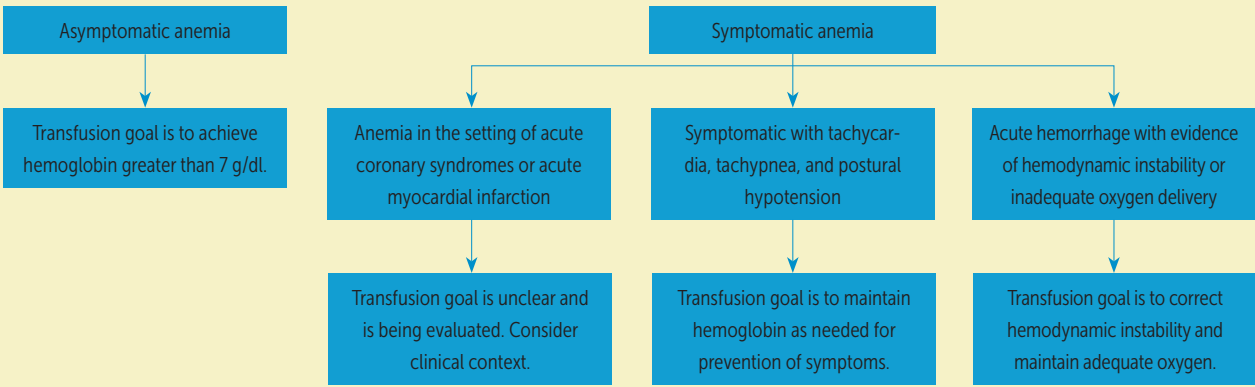 Asymptomatic anemia
Symptomatic anemia
Transfusion goal is to achieve
hemoglobin greater than 7 g/dl.
Anemia in the setting of acute
coronary syndromes or acute
myocardial infarction
Symptomatic with tachycar-
dia, tachypnea, and postural
hypotension
Acute hemorrhage with evidence
of hemodynamic instability or
inadequate oxygen delivery
Transfusion goal is unclear and
is being evaluated. Consider
clinical context.
Transfusion goal is to maintain
hemoglobin as needed for
prevention of symptoms.
Transfusion goal is to correct
hemodynamic instability and
maintain adequate oxygen.